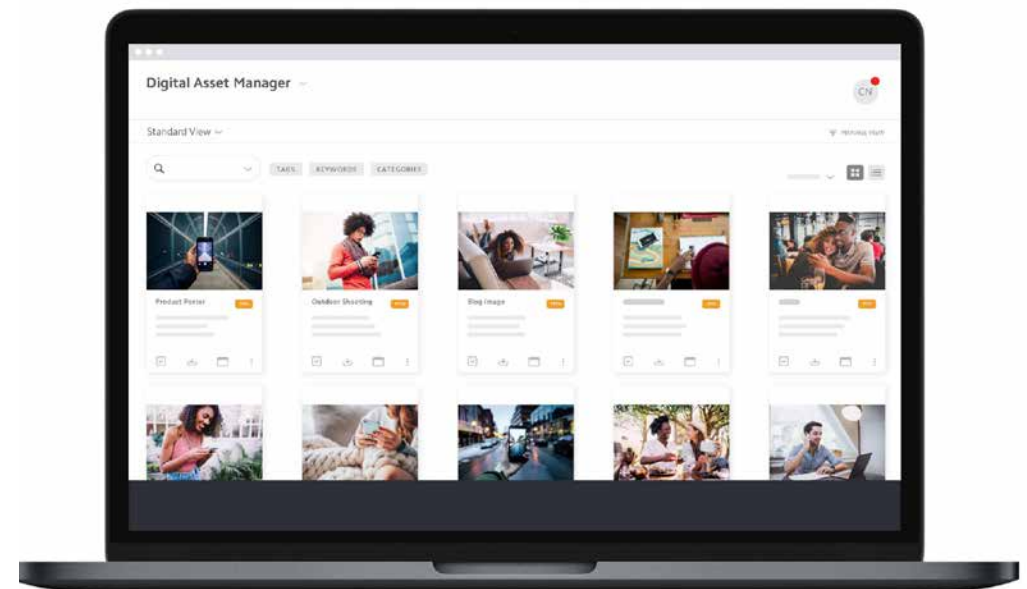 Digital Asset Manager
CN
Standard View
TAGS KEYWORDS CATEGORIES
Product Poster
Outdoor Shooting
Blog Image